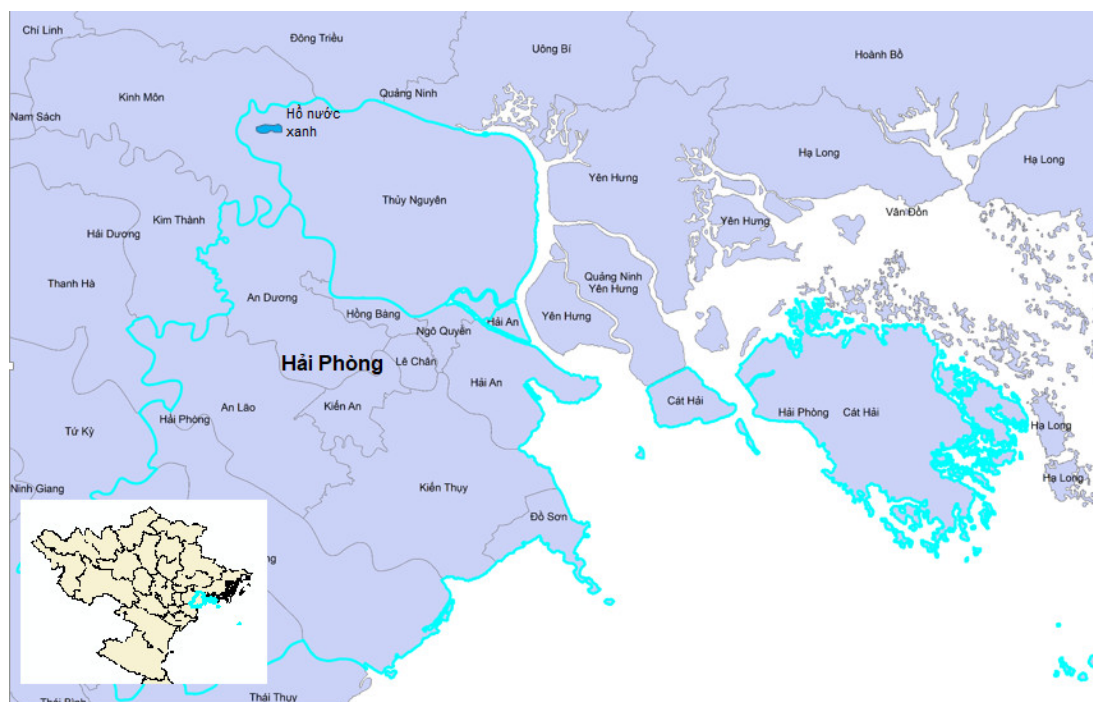 Chí Linh
Đông Triều
Uông Bí
Hoành Bồ
Kinh Môn
Quảng Ninh
Nam Sách
Hồ nước
xanh
Hạ Long
Hạ Long
Yên Hưng
Thủy Nguyên
Kim Thành
Vân Đồn
Yên Hưng
Hải Dương
Thanh Hà
Quảng Ninh
Yên Hưng
An Dương
Hồng Bàng
Hải An
Yên Hưng
Ngô Quyền
Hải Phòng
Lê Chân
Hải An
Cát Hải
An Lão
Kiến An
Hải Phòng
Hải Phòng
Cát Hải
Tứ Kỳ
Hạ Long
Hạ Long
Ninh Giang
Kiến Thụy
Đồ Sơn
Thái Bình
Thái Thụy